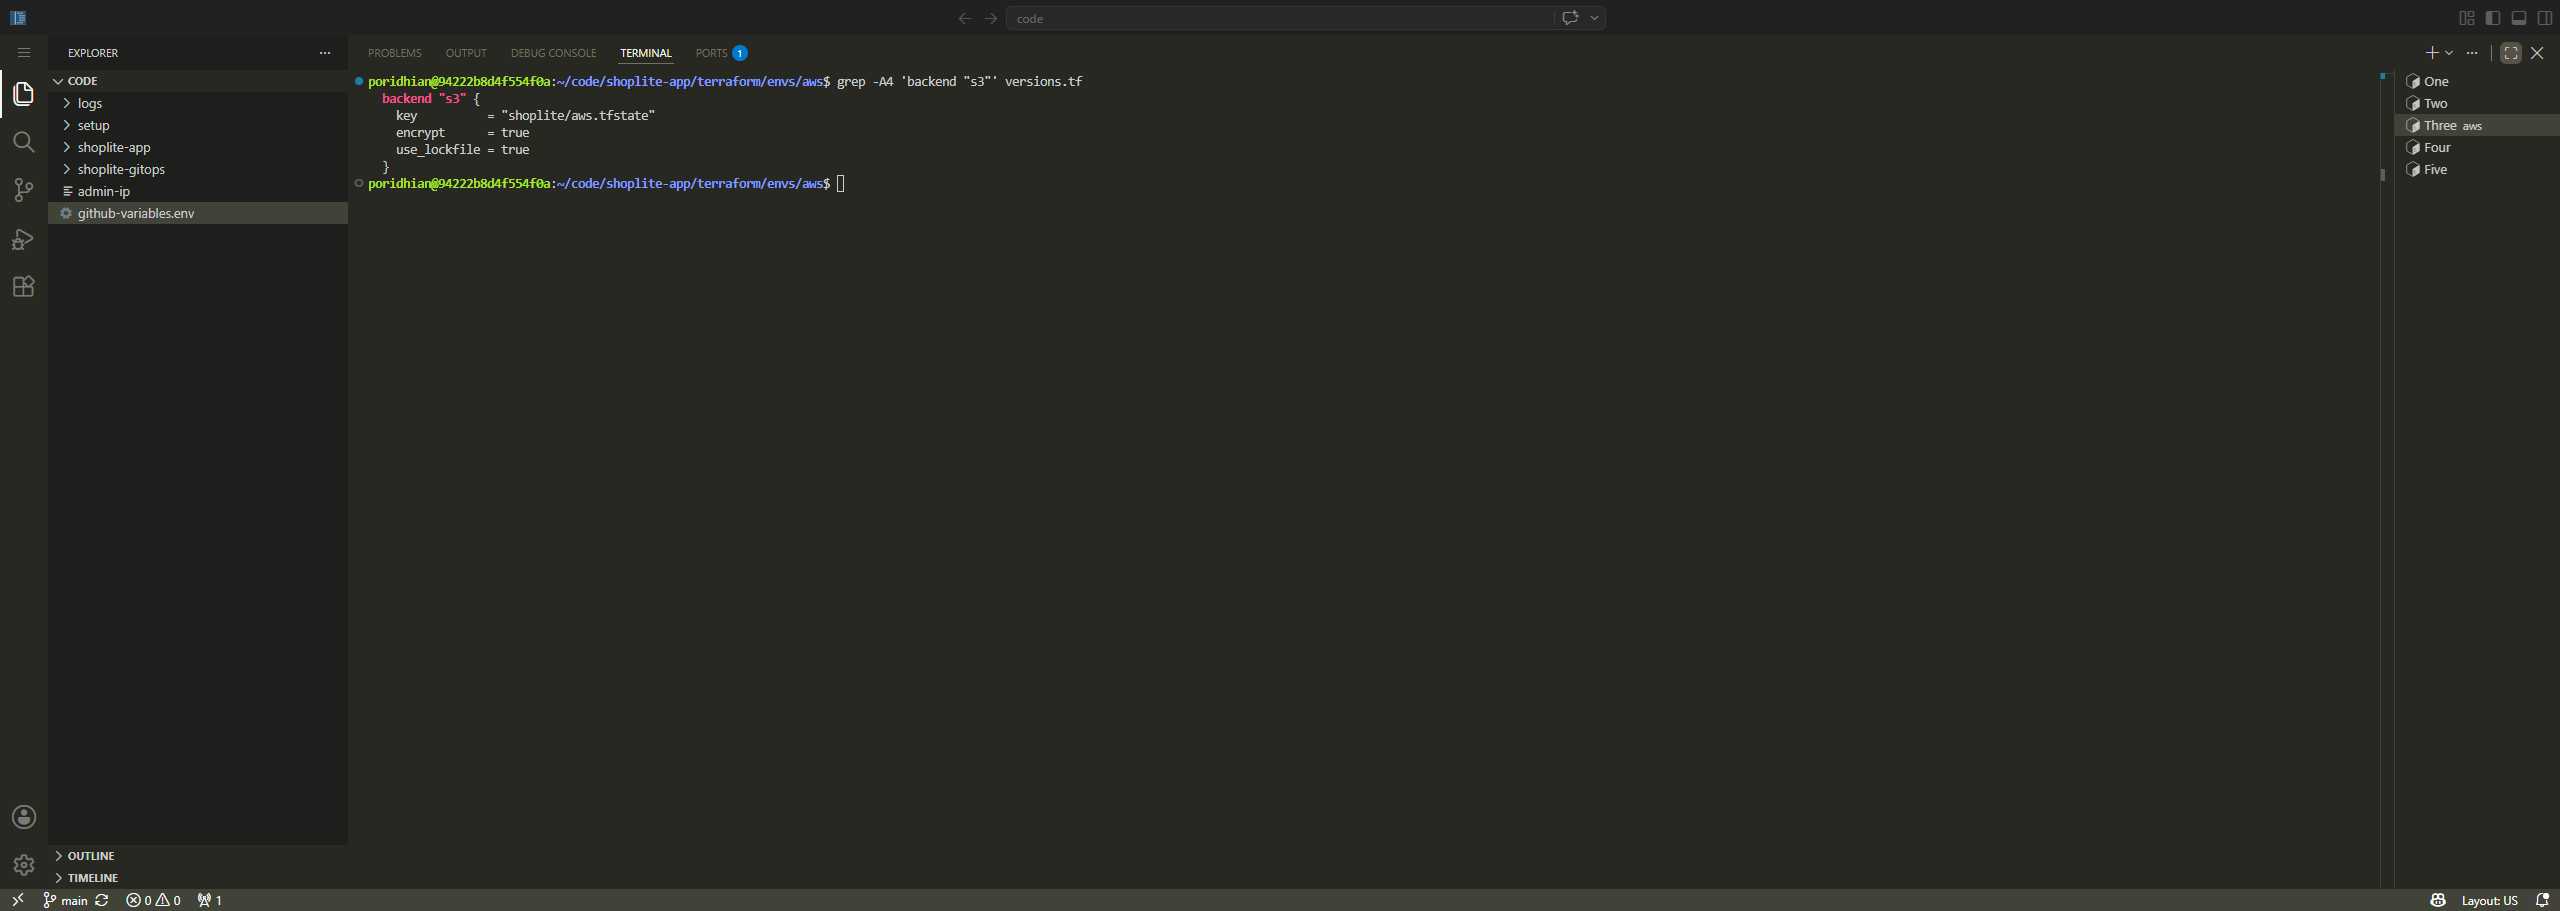 code
EXPLORER
CODE
logs
setup
shoplite-app
shoplite-gitops
admin-ip
github-variables.env
OUTLINE
TIMELINE
PROBLEMS OUTPUT DEBUG CONSOLE TERMINAL PORTS 1
poridhian@94222b8d4f554f0a:~/code/shoplite-app/terraform/envs/aws$ grep -A4 'backend "s3"' versions.tf
  backend "s3" {
    key          = "shoplite/aws.tfstate"
    encrypt      = true
    use_lockfile = true
  }
poridhian@94222b8d4f554f0a:~/code/shoplite-app/terraform/envs/aws$
One
Two
Three aws
Four
Five
main 0 0 1 Layout: US